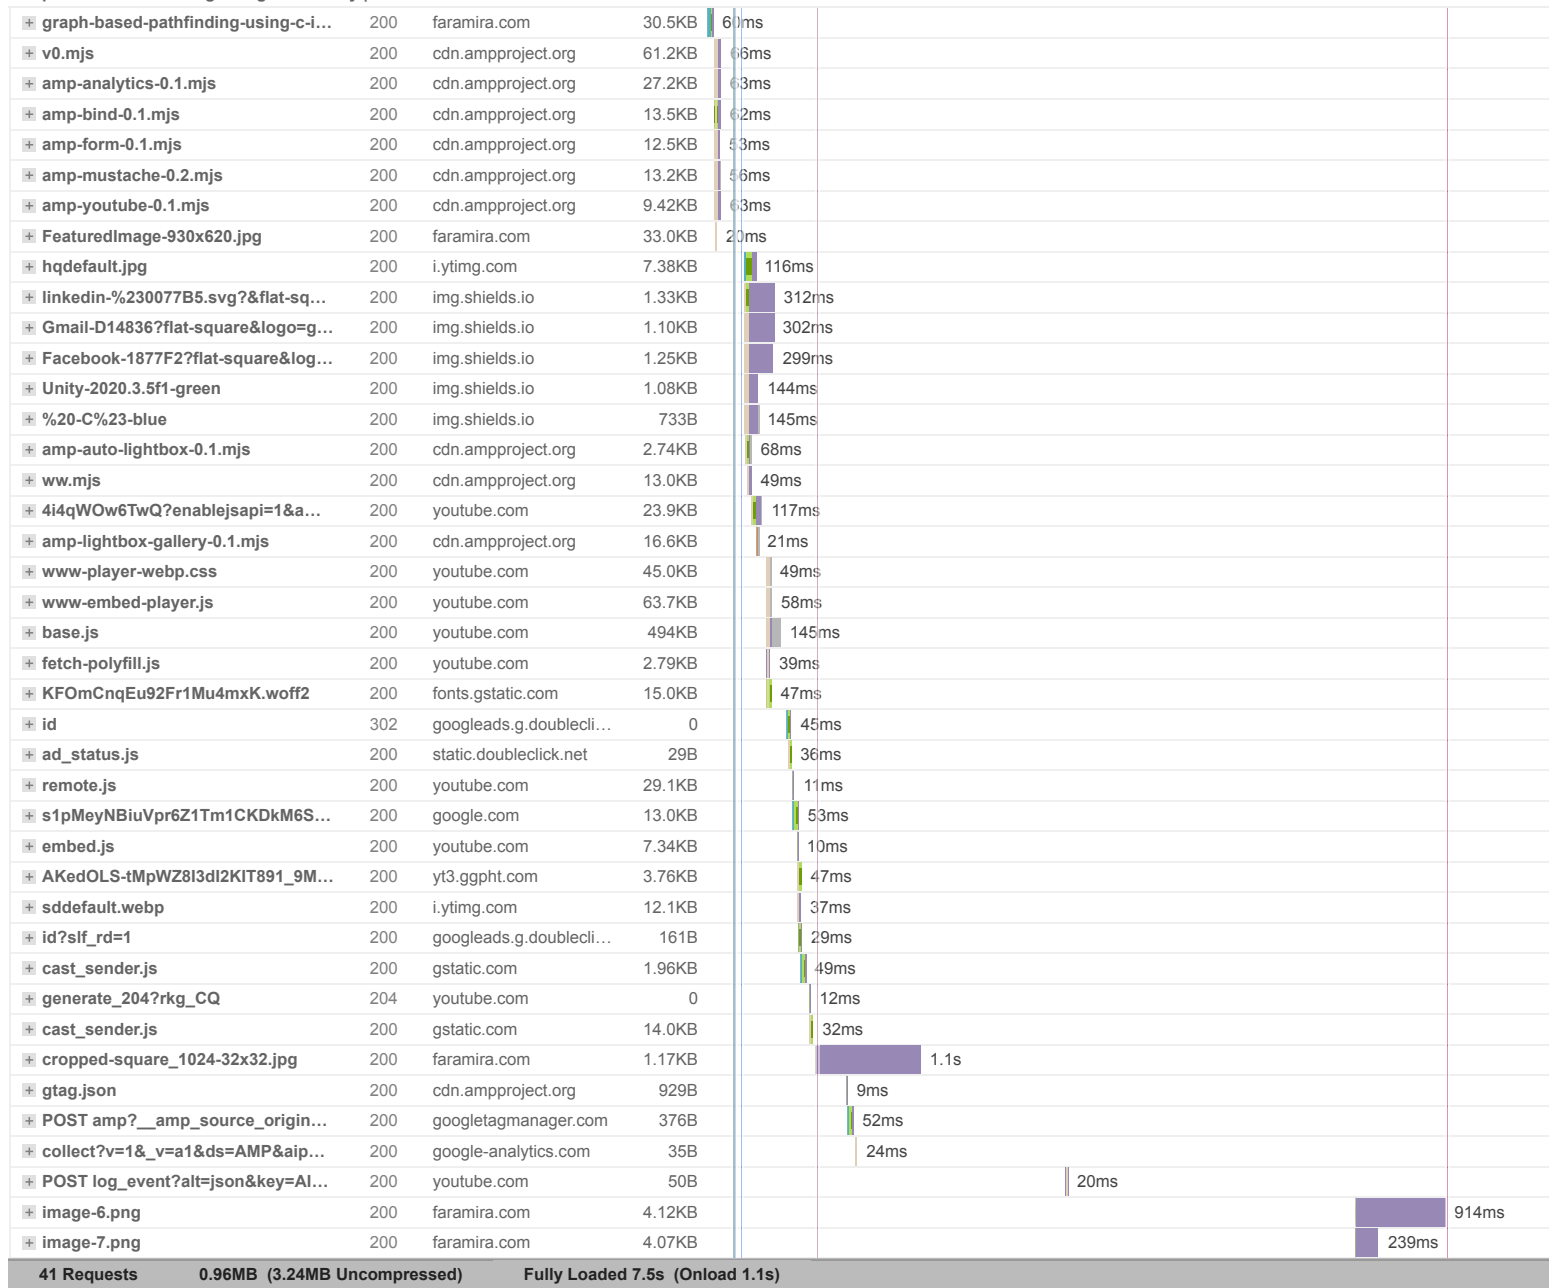 graph-based-pathfinding-using-c-i… 200 faramira.com 30.5KB 60ms
v0.mjs 200 cdn.ampproject.org 61.2KB 66ms
amp-analytics-0.1.mjs 200 cdn.ampproject.org 27.2KB 63ms
amp-bind-0.1.mjs 200 cdn.ampproject.org 13.5KB 62ms
amp-form-0.1.mjs 200 cdn.ampproject.org 12.5KB 53ms
amp-mustache-0.2.mjs 200 cdn.ampproject.org 13.2KB 56ms
amp-youtube-0.1.mjs 200 cdn.ampproject.org 9.42KB 63ms
FeaturedImage-930x620.jpg 200 faramira.com 33.0KB 20ms
hqdefault.jpg 200 i.ytimg.com 7.38KB 116ms
linkedin-%230077B5.svg?&flat-sq… 200 img.shields.io 1.33KB 312ms
Gmail-D14836?flat-square&logo=g… 200 img.shields.io 1.10KB 302ms
Facebook-1877F2?flat-square&log… 200 img.shields.io 1.25KB 299ms
Unity-2020.3.5f1-green 200 img.shields.io 1.08KB 144ms
%20-C%23-blue 200 img.shields.io 733B 145ms
amp-auto-lightbox-0.1.mjs 200 cdn.ampproject.org 2.74KB 68ms
ww.mjs 200 cdn.ampproject.org 13.0KB 49ms
4i4qWOw6TwQ?enablejsapi=1&a… 200 youtube.com 23.9KB 117ms
amp-lightbox-gallery-0.1.mjs 200 cdn.ampproject.org 16.6KB 21ms
www-player-webp.css 200 youtube.com 45.0KB 49ms
www-embed-player.js 200 youtube.com 63.7KB 58ms
base.js 200 youtube.com 494KB 145ms
fetch-polyfill.js 200 youtube.com 2.79KB 39ms
KFOmCnqEu92Fr1Mu4mxK.woff2 200 fonts.gstatic.com 15.0KB 47ms
id 302 googleads.g.doublecli… 0 45ms
ad_status.js 200 static.doubleclick.net 29B 36ms
remote.js 200 youtube.com 29.1KB 11ms
s1pMeyNBiuVpr6Z1Tm1CKDkM6S… 200 google.com 13.0KB 53ms
embed.js 200 youtube.com 7.34KB 10ms
AKedOLS-tMpWZ8I3dI2KIT891_9M… 200 yt3.ggpht.com 3.76KB 47ms
sddefault.webp 200 i.ytimg.com 12.1KB 37ms
id?slf_rd=1 200 googleads.g.doublecli… 161B 29ms
cast_sender.js 200 gstatic.com 1.96KB 49ms
generate_204?rkg_CQ 204 youtube.com 0 12ms
cast_sender.js 200 gstatic.com 14.0KB 32ms
cropped-square_1024-32x32.jpg 200 faramira.com 1.17KB 1.1s
gtag.json 200 cdn.ampproject.org 929B 9ms
POST amp?__amp_source_origin… 200 googletagmanager.com 376B 52ms
collect?v=1&_v=a1&ds=AMP&aip… 200 google-analytics.com 35B 24ms
POST log_event?alt=json&key=AI… 200 youtube.com 50B 20ms
image-6.png 200 faramira.com 4.12KB 914ms
image-7.png 200 faramira.com 4.07KB 239ms
41 Requests 0.96MB (3.24MB Uncompressed) Fully Loaded 7.5s (Onload 1.1s)